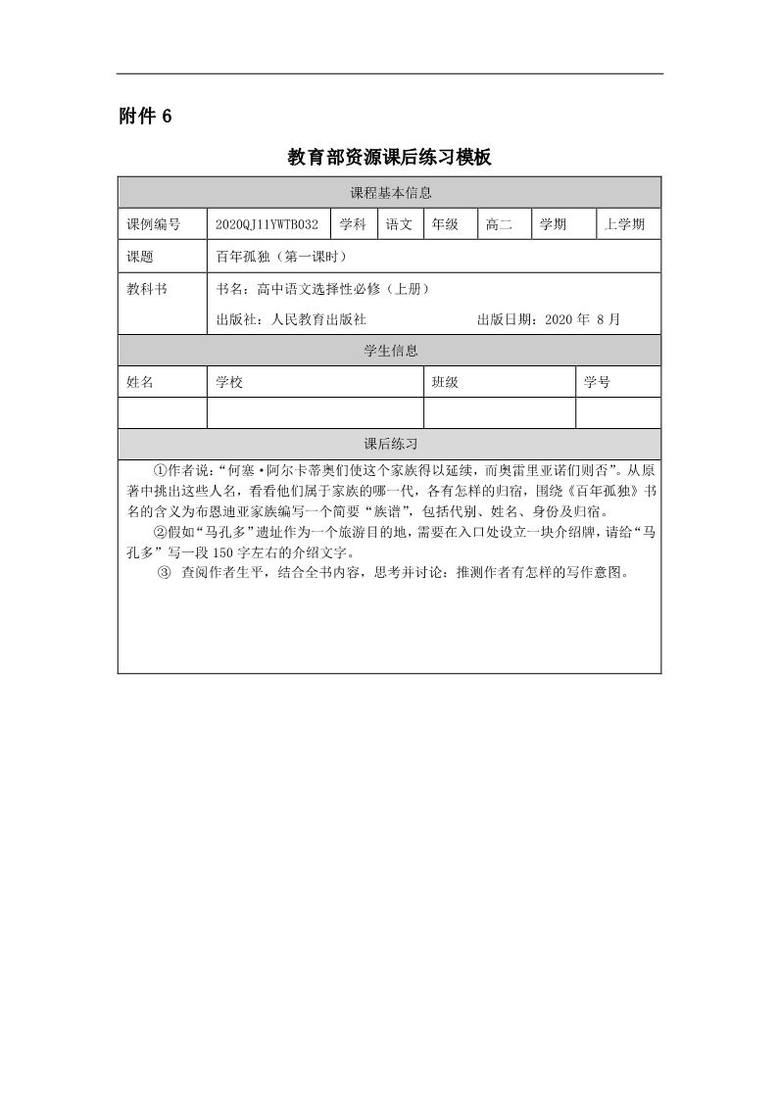 附件 6
教育部资源课后练习模板
课程基本信息
课例编号 2020QJ11YWTB032 学科 语文 年级 高二 学期 上学期
课题 百年孤独（第一课时）
教科书 书名：高中语文选择性必修（上册）
出版社：人民教育出版社 出版日期：2020 年 8 月
学生信息
姓名 学校 班级 学号
课后练习
①作者说：“何塞·阿尔卡蒂奥们使这个家族得以延续，而奥雷里亚诺们则否”。从原
著中挑出这些人名，看看他们属于家族的哪一代，各有怎样的归宿，围绕《百年孤独》书
名的含义为布恩迪亚家族编写一个简要“族谱”，包括代别、姓名、身份及归宿。
②假如“马孔多”遗址作为一个旅游目的地，需要在入口处设立一块介绍牌，请给“马
孔多”写一段 150 字左右的介绍文字。
③ 查阅作者生平，结合全书内容，思考并讨论：推测作者有怎样的写作意图。